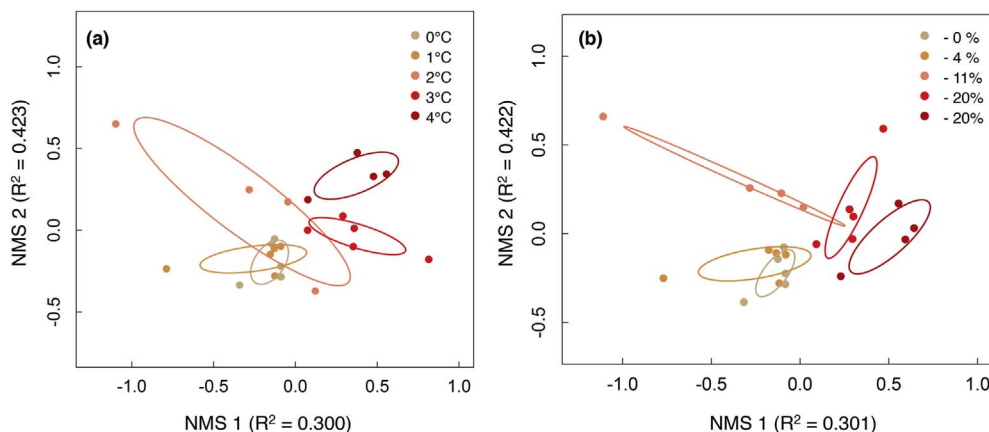 (a)
0°C
1°C
2°C
3°C
4°C
1.0
0.5
0.0
-0.5
NMS 2 (R² = 0.423)
-1.0 -0.5 0.0 0.5 1.0
NMS 1 (R² = 0.300)
(b)
- 0 %
- 4 %
- 11%
- 20%
- 20%
1.0
0.5
0.0
-0.5
NMS 2 (R² = 0.422)
-1.0 -0.5 0.0 0.5 1.0
NMS 1 (R² = 0.301)